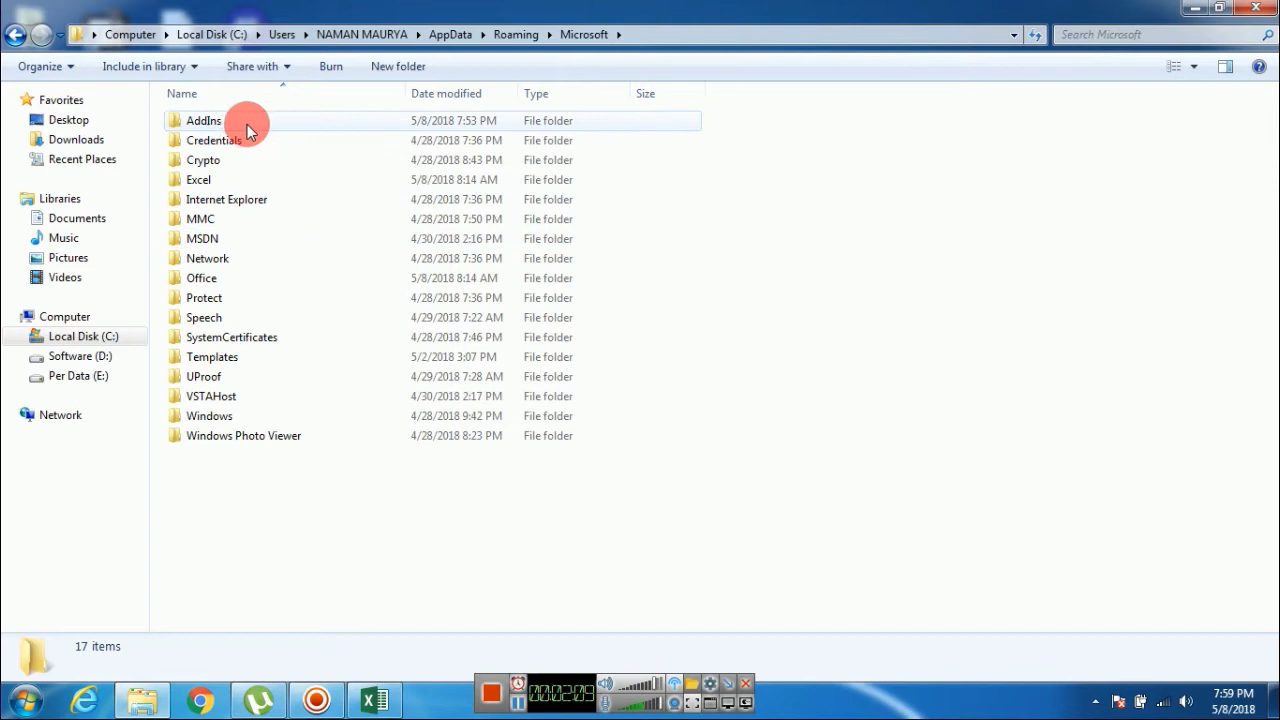 Computer Local Disk (C:) Users NAMAN MAURYA AppData Roaming Microsoft Search Microsoft
Organize Include in library Share with Burn New folder
Name Date modified Type Size
Favorites
Desktop
Downloads
Recent Places
Libraries
Documents
Music
Pictures
Videos
Computer
Local Disk (C:)
Software (D:)
Per Data (E:)
Network
AddIns 5/8/2018 7:53 PM File folder
Credentials 4/28/2018 7:36 PM File folder
Crypto 4/28/2018 8:43 PM File folder
Excel 5/8/2018 8:14 AM File folder
Internet Explorer 4/28/2018 7:36 PM File folder
MMC 4/28/2018 7:50 PM File folder
MSDN 4/30/2018 2:16 PM File folder
Network 4/28/2018 7:36 PM File folder
Office 5/8/2018 8:14 AM File folder
Protect 4/28/2018 7:36 PM File folder
Speech 4/29/2018 7:22 AM File folder
SystemCertificates 4/28/2018 7:46 PM File folder
Templates 5/2/2018 3:07 PM File folder
UProof 4/29/2018 7:28 AM File folder
VSTAHost 4/30/2018 2:17 PM File folder
Windows 4/28/2018 9:42 PM File folder
Windows Photo Viewer 4/28/2018 8:23 PM File folder
17 items
00:02:09
7:59 PM
5/8/2018